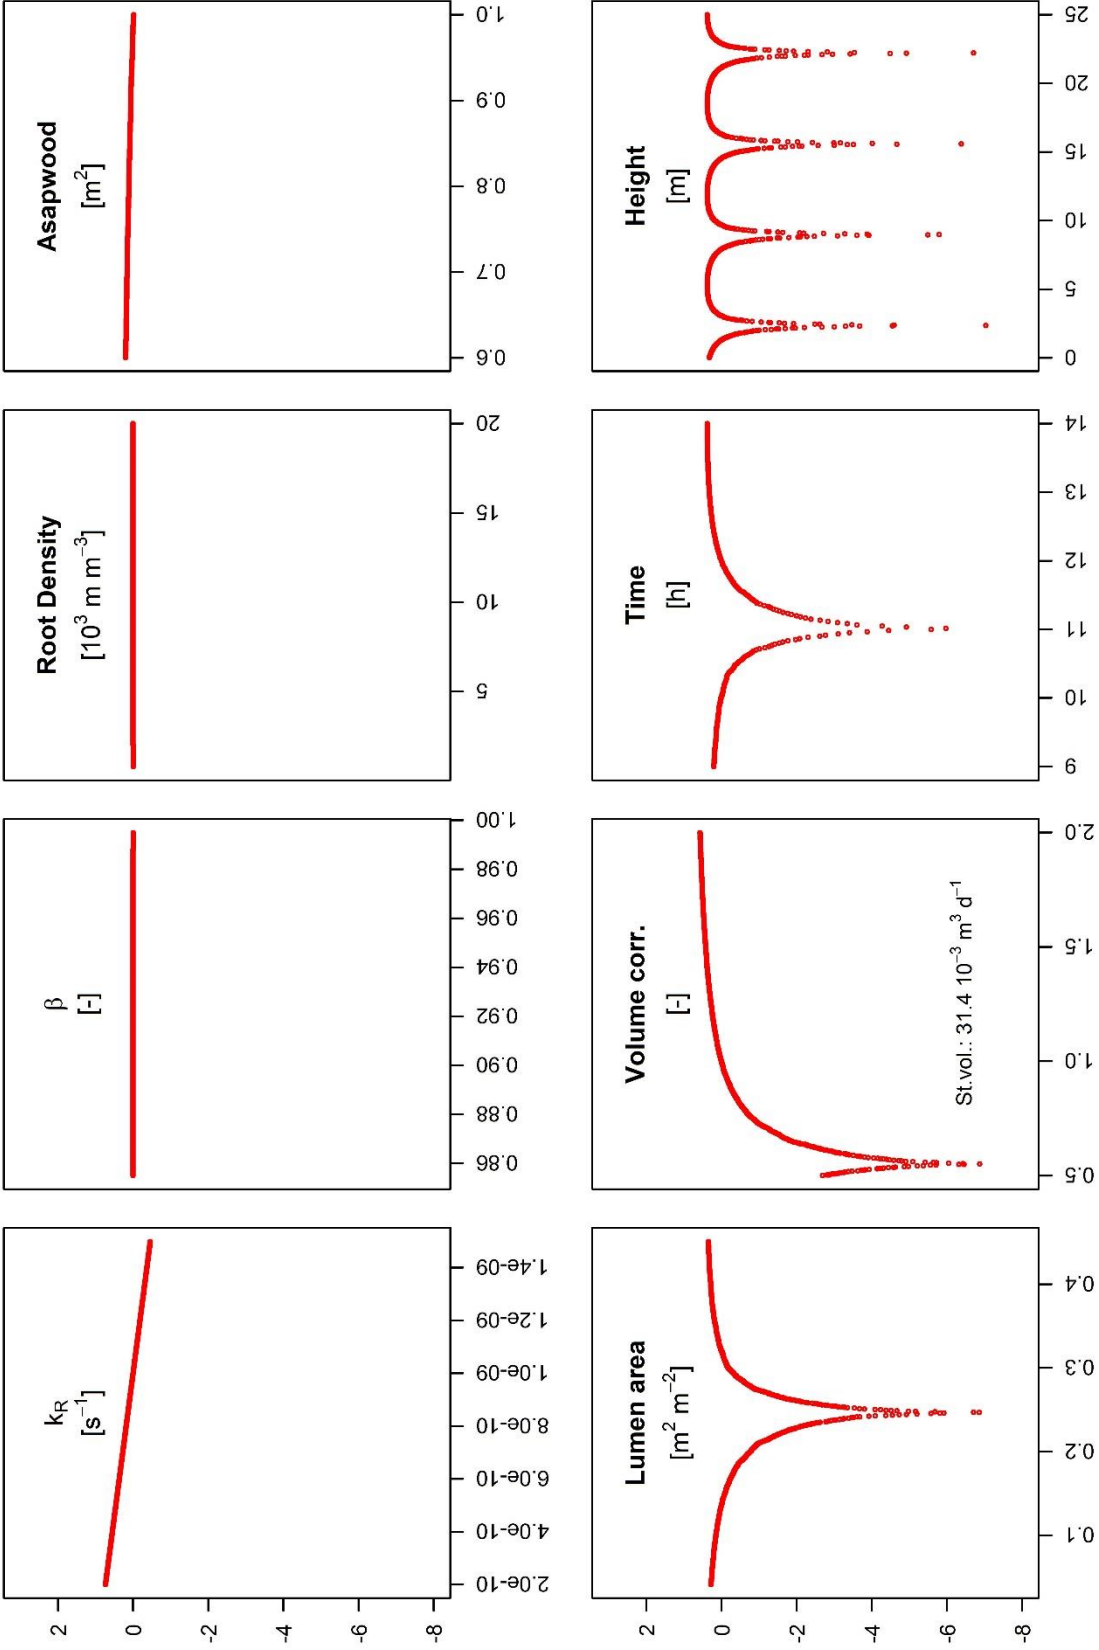 k_R
[s⁻¹]
2
0
-2
-4
-6
-8
2.0e-10
4.0e-10
6.0e-10
8.0e-10
1.0e-09
1.2e-09
1.4e-09
β
[-]
0.86
0.88
0.90
0.92
0.94
0.96
0.98
1.00
Root Density
[10³ m m⁻³]
5
10
15
20
Asapwood
[m²]
0.6
0.7
0.8
0.9
1.0
Lumen area
[m² m⁻²]
2
0
-2
-4
-6
-8
0.1
0.2
0.3
0.4
Volume corr.
[-]
St.vol.: 31.4 10⁻³ m³ d⁻¹
0.5
1.0
1.5
2.0
Time
[h]
9
10
11
12
13
14
Height
[m]
0
5
10
15
20
25